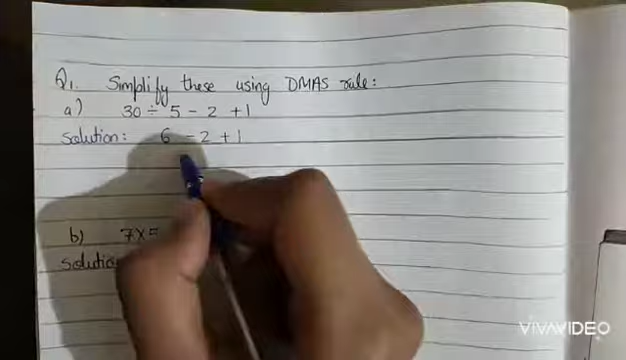 Q1. Simplify these using DMAS rule:
a) 30 ÷ 5 - 2 + 1
Solution: 6 - 2 + 1
b) 7×5
Solution
VIVAVIDEO